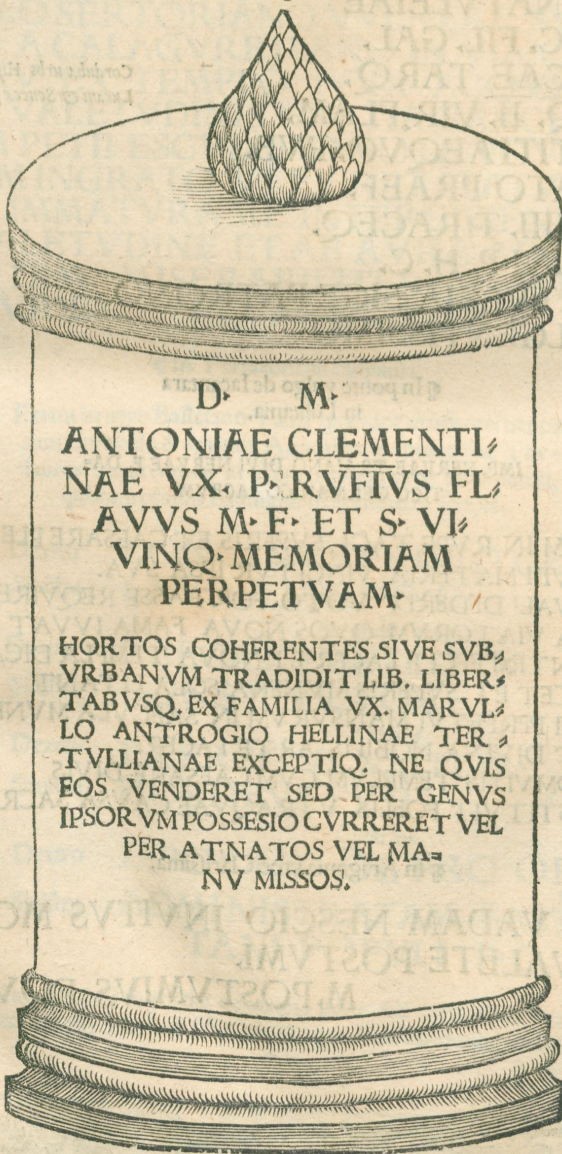 D· M·
ANTONIAE CLEMENTI⸗
NAE VX. P· RVFIVS FL⸗
AVVS M· F· ET S· VI⸗
VINQ· MEMORIAM
PERPETVAM·
HORTOS COHERENTES SIVE SVB⸗
VRBANVM TRADIDIT LIB. LIBER⸗
TABVSQ. EX FAMILIA VX. MARVL⸗
LO ANTROGIO HELLINAE TER⸗
TVLLIANAE EXCEPTIQ. NE QVIS
EOS VENDERET SED PER GENVS
IPSORVM POSSESIO CVRRERET VEL
PER ATNATOS VEL MA⸗
NV MISSOS.